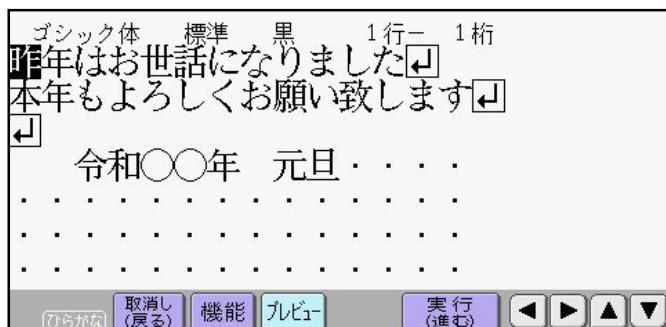 ゴシック体 標準 黒 1行ー 1桁
昨年はお世話になりました↵
本年もよろしくお願い致します↵
↵
令和○○年 元旦・・・・
・・・・・・・・・・・・・・
・・・・・・・・・・・・・・
・・・・・・・・・・・・・・
ひらがな 取消し(戻る) 機能 プレビュー 実行(進む) ◀ ▶ ▲ ▼